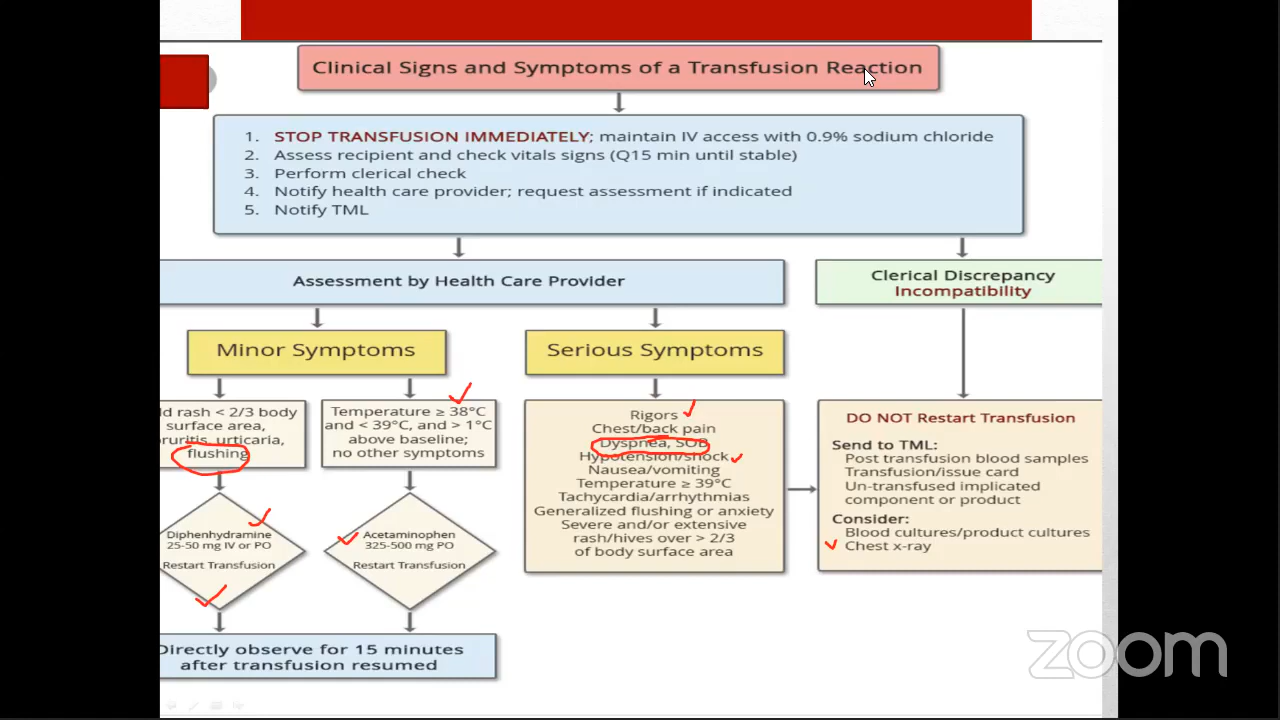 Clinical Signs and Symptoms of a Transfusion Reaction
1. STOP TRANSFUSION IMMEDIATELY; maintain IV access with 0.9% sodium chloride
2. Assess recipient and check vitals signs (Q15 min until stable)
3. Perform clerical check
4. Notify health care provider; request assessment if indicated
5. Notify TML
Assessment by Health Care Provider
Clerical Discrepancy
Incompatibility
Minor Symptoms
Serious Symptoms
rash < 2/3 body
surface area,
urticaria,
flushing
Temperature ≥ 38°C
and < 39°C, and > 1°C
above baseline;
no other symptoms
Diphenhydramine
25-50 mg IV or PO
Restart Transfusion
Acetaminophen
325-500 mg PO
Restart Transfusion
Directly observe for 15 minutes
after transfusion resumed
Rigors
Chest/back pain
Dyspnea, SOB
Hypotension/shock
Nausea/vomiting
Temperature ≥ 39°C
Tachycardia/arrhythmias
Generalized flushing or anxiety
Severe and/or extensive
rash/hives over > 2/3
of body surface area
DO NOT Restart Transfusion
Send to TML:
Post transfusion blood samples
Transfusion/issue card
Un-transfused implicated
component or product
Consider:
Blood cultures/product cultures
Chest x-ray
zoom